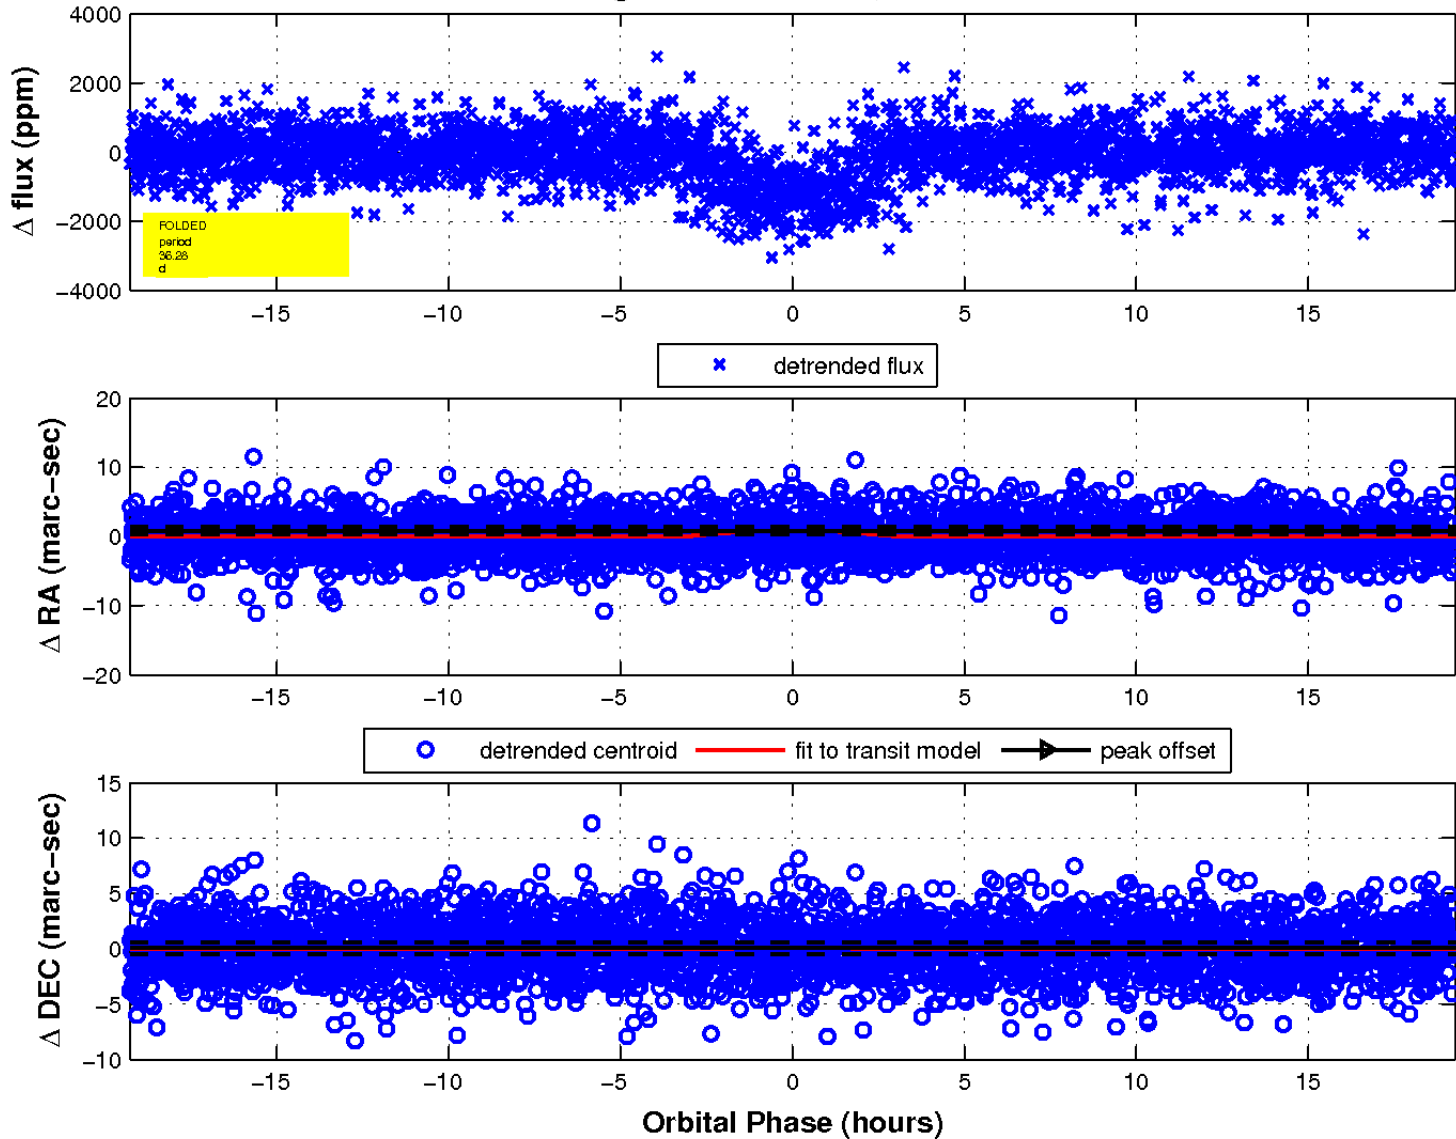 4000
2000
0
−2000
−4000
Δ flux (ppm)
FOLDED
period
36.26
d
−15 −10 −5 0 5 10 15
detrended flux
20
10
0
−10
−20
Δ RA (marc−sec)
−15 −10 −5 0 5 10 15
detrended centroid fit to transit model peak offset
15
10
5
0
−5
−10
Δ DEC (marc−sec)
−15 −10 −5 0 5 10 15
Orbital Phase (hours)